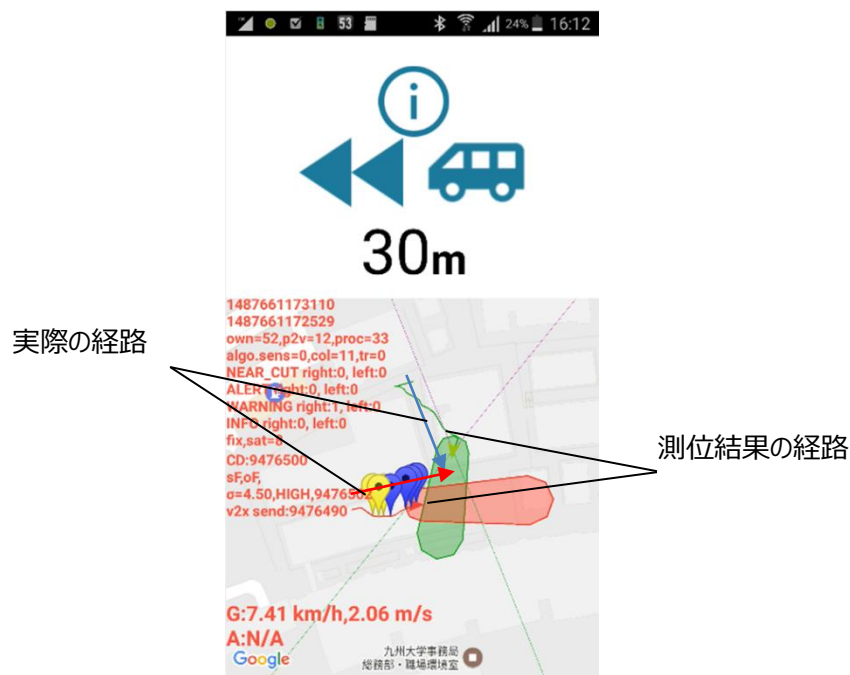 53
24%
16:12
i
30m
1487661173110
1487661172529
own=52,p2v=12,proc=33
algo.sens=0,col=11,tr=0
NEAR_CUT right:0, left:0
ALERT right:0, left:0
WARNING right:1, left:0
INFO right:0, left:0
fix,sat=8
CD:9476500
sF,oF,
v2x send:9476490
実際の経路
測位結果の経路
G:7.41 km/h,2.06 m/s
A:N/A
Google
九州大学事務局
総務部・職場環境室